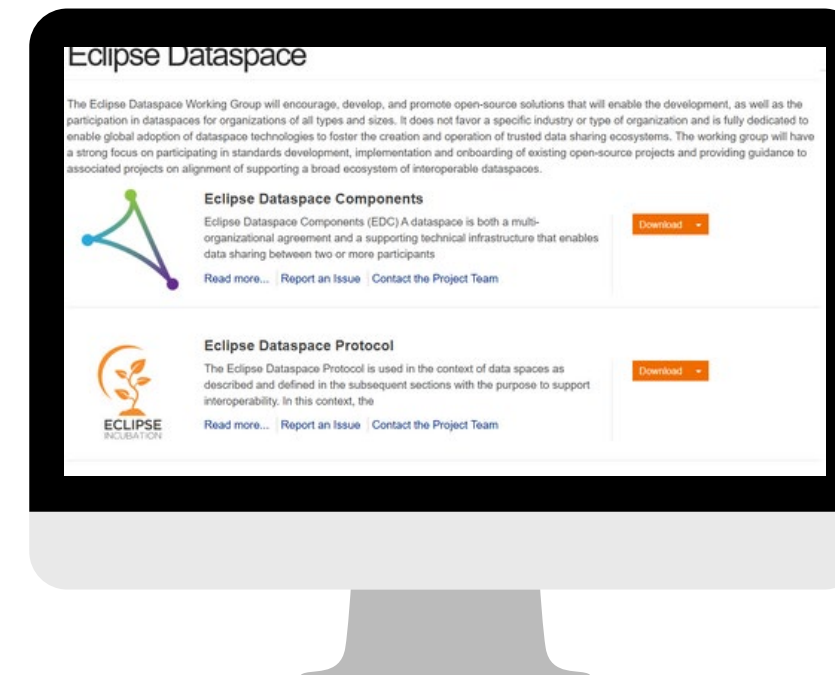 Eclipse Dataspace
The Eclipse Dataspace Working Group will encourage, develop, and promote open-source solutions that will enable the development, as well as the
participation in dataspaces for organizations of all types and sizes. It does not favor a specific industry or type of organization and is fully dedicated to
enable global adoption of dataspace technologies to foster the creation and operation of trusted data sharing ecosystems. The working group will have
a strong focus on participating in standards development, implementation and onboarding of existing open-source projects and providing guidance to
associated projects on alignment of supporting a broad ecosystem of interoperable dataspaces.
Eclipse Dataspace Components
Eclipse Dataspace Components (EDC) A dataspace is both a multi-
organizational agreement and a supporting technical infrastructure that enables
data sharing between two or more participants
Read more... Report an Issue Contact the Project Team
Download
Eclipse Dataspace Protocol
The Eclipse Dataspace Protocol is used in the context of data spaces as
described and defined in the subsequent sections with the purpose to support
interoperability. In this context, the
Read more... Report an Issue Contact the Project Team
Download
ECLIPSE
INCUBATION